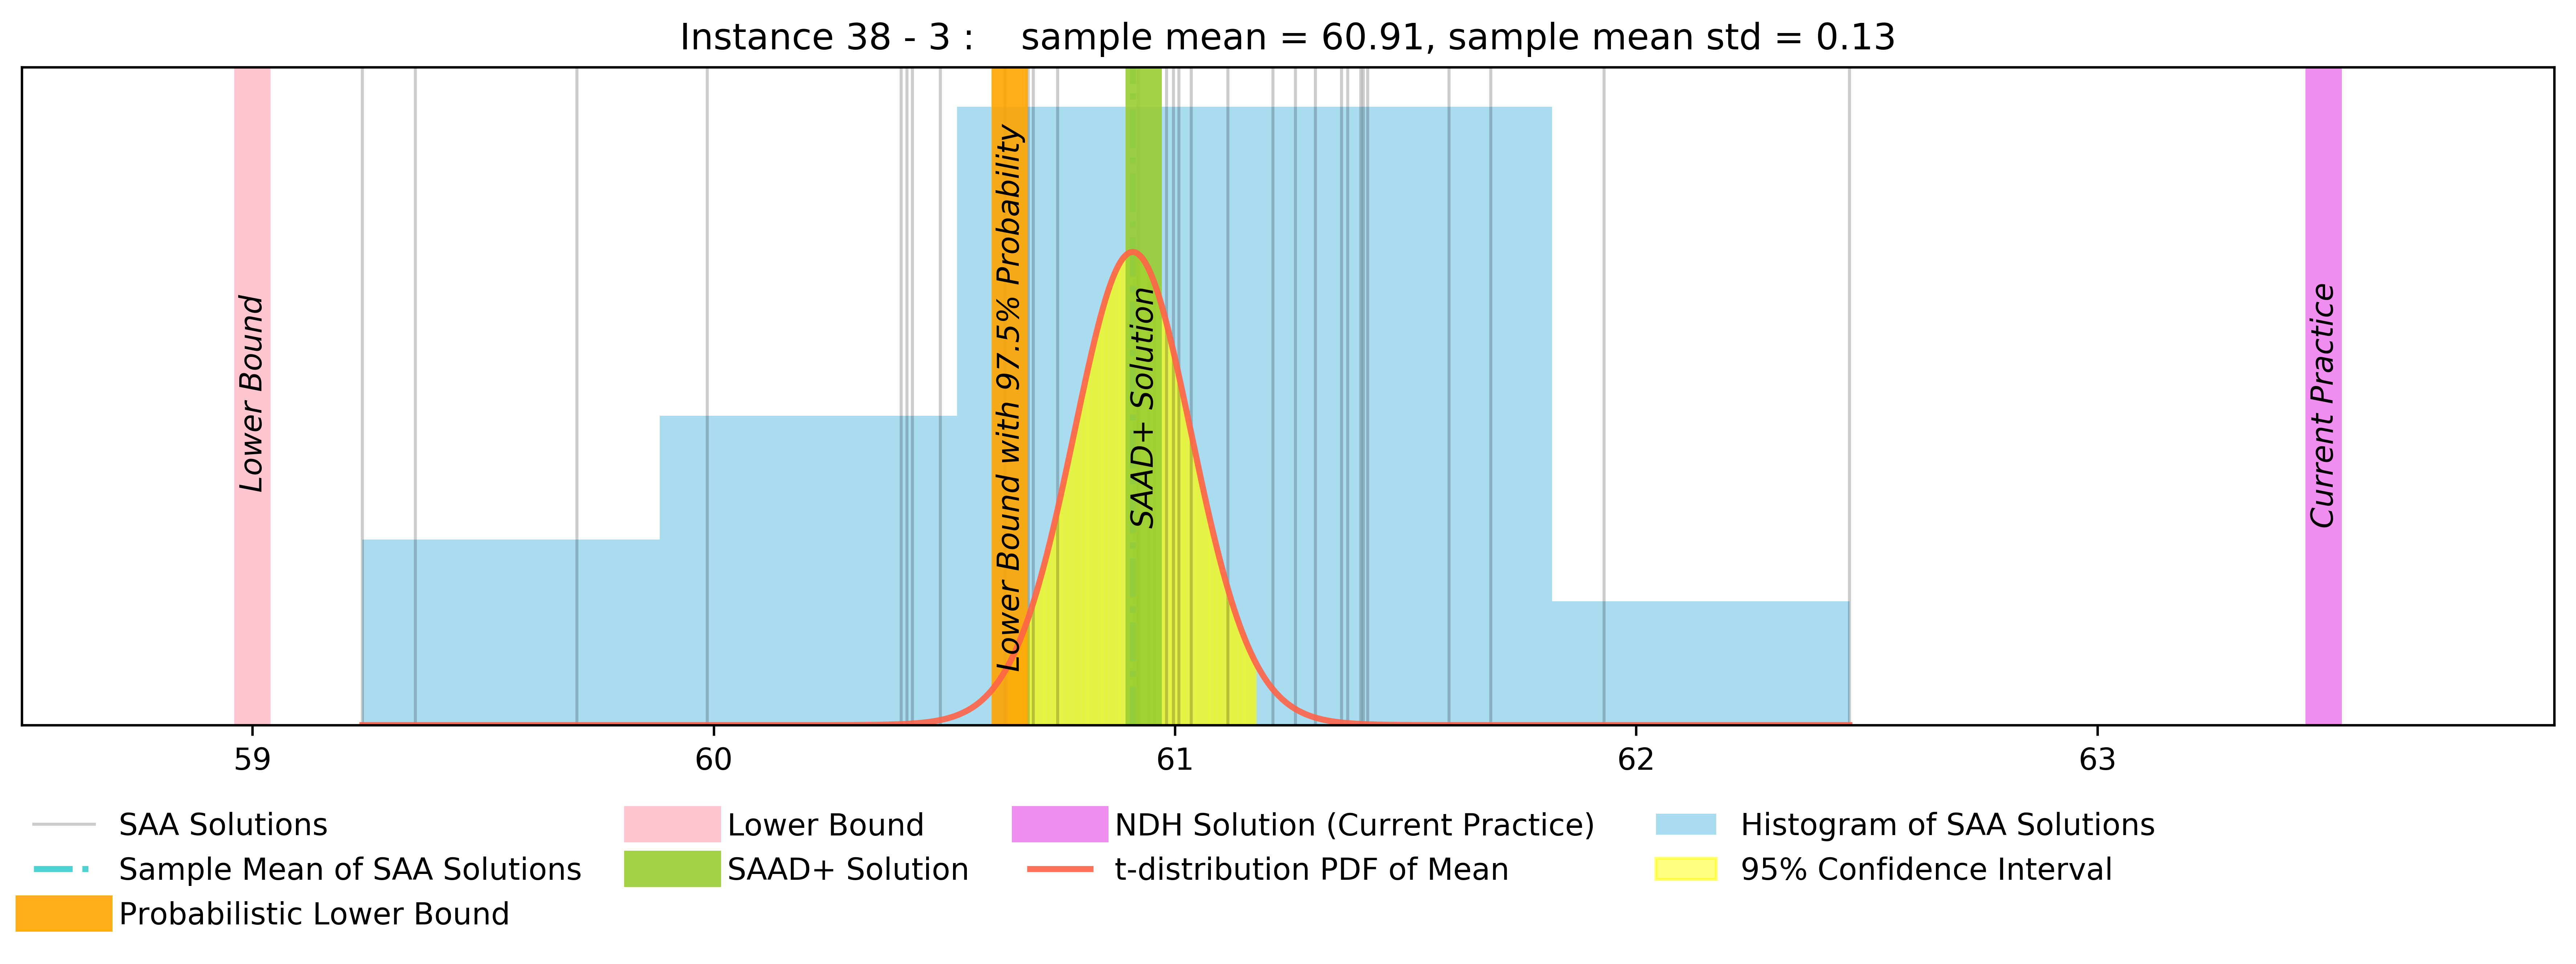 Instance 38 - 3 :    sample mean = 60.91, sample mean std = 0.13
Lower Bound
Lower Bound with 97.5% Probability
SAAD+ Solution
Current Practice
59 60 61 62 63
SAA Solutions
Sample Mean of SAA Solutions
Probabilistic Lower Bound
Lower Bound
SAAD+ Solution
NDH Solution (Current Practice)
t-distribution PDF of Mean
Histogram of SAA Solutions
95% Confidence Interval